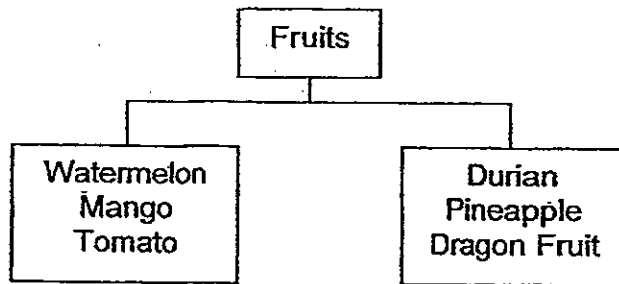 Fruits
Watermelon
Mango
Tomato
Durian
Pineapple
Dragon Fruit